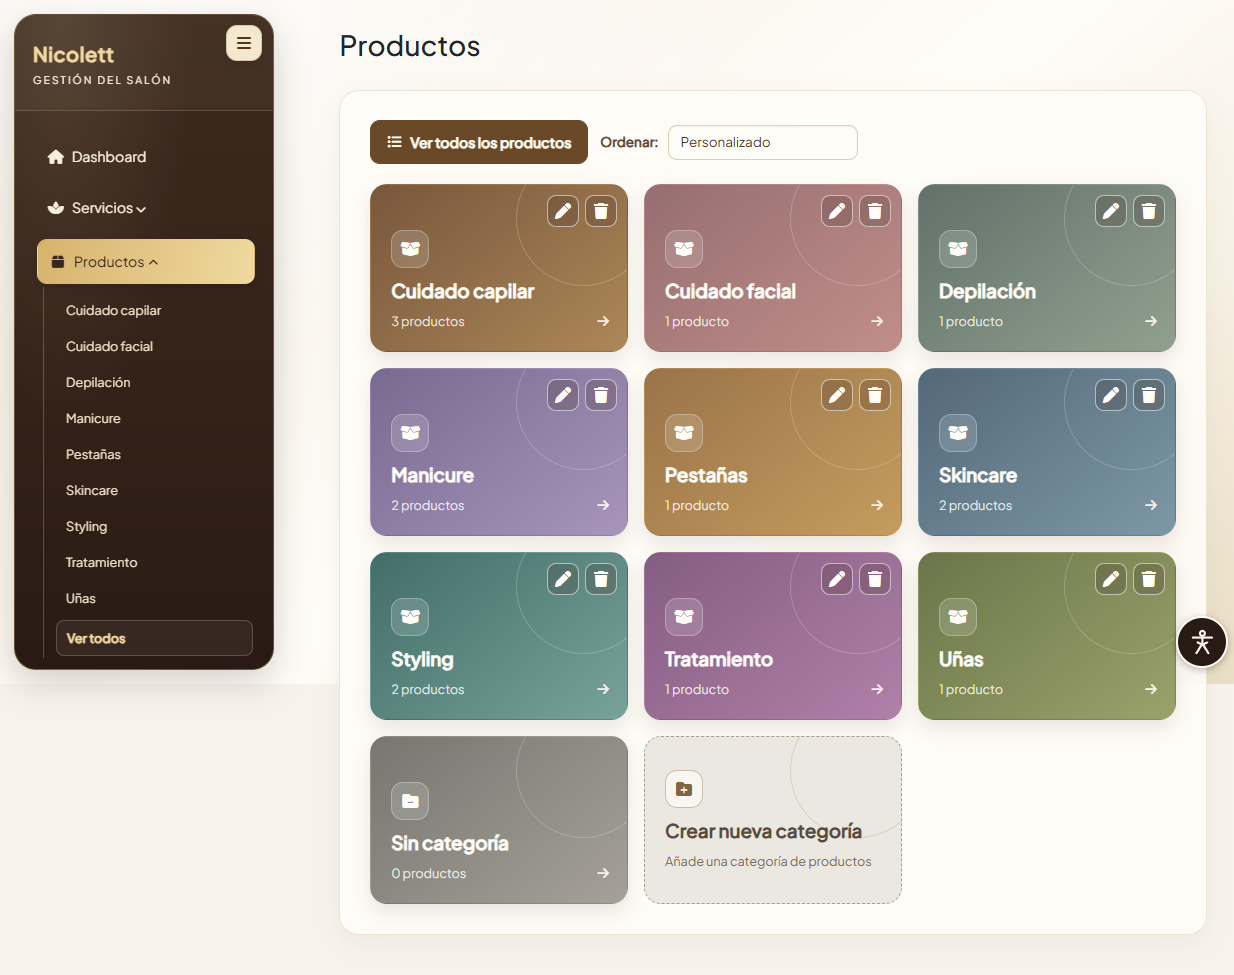 Nicolett
GESTIÓN DEL SALÓN
Dashboard
Servicios
Productos
Cuidado capilar
Cuidado facial
Depilación
Manicure
Pestañas
Skincare
Styling
Tratamiento
Uñas
Ver todos
Productos
Ver todos los productos
Ordenar:
Personalizado
Cuidado capilar
3 productos
Cuidado facial
1 producto
Depilación
1 producto
Manicure
2 productos
Pestañas
1 producto
Skincare
2 productos
Styling
2 productos
Tratamiento
1 producto
Uñas
1 producto
Sin categoría
0 productos
Crear nueva categoría
Añade una categoría de productos